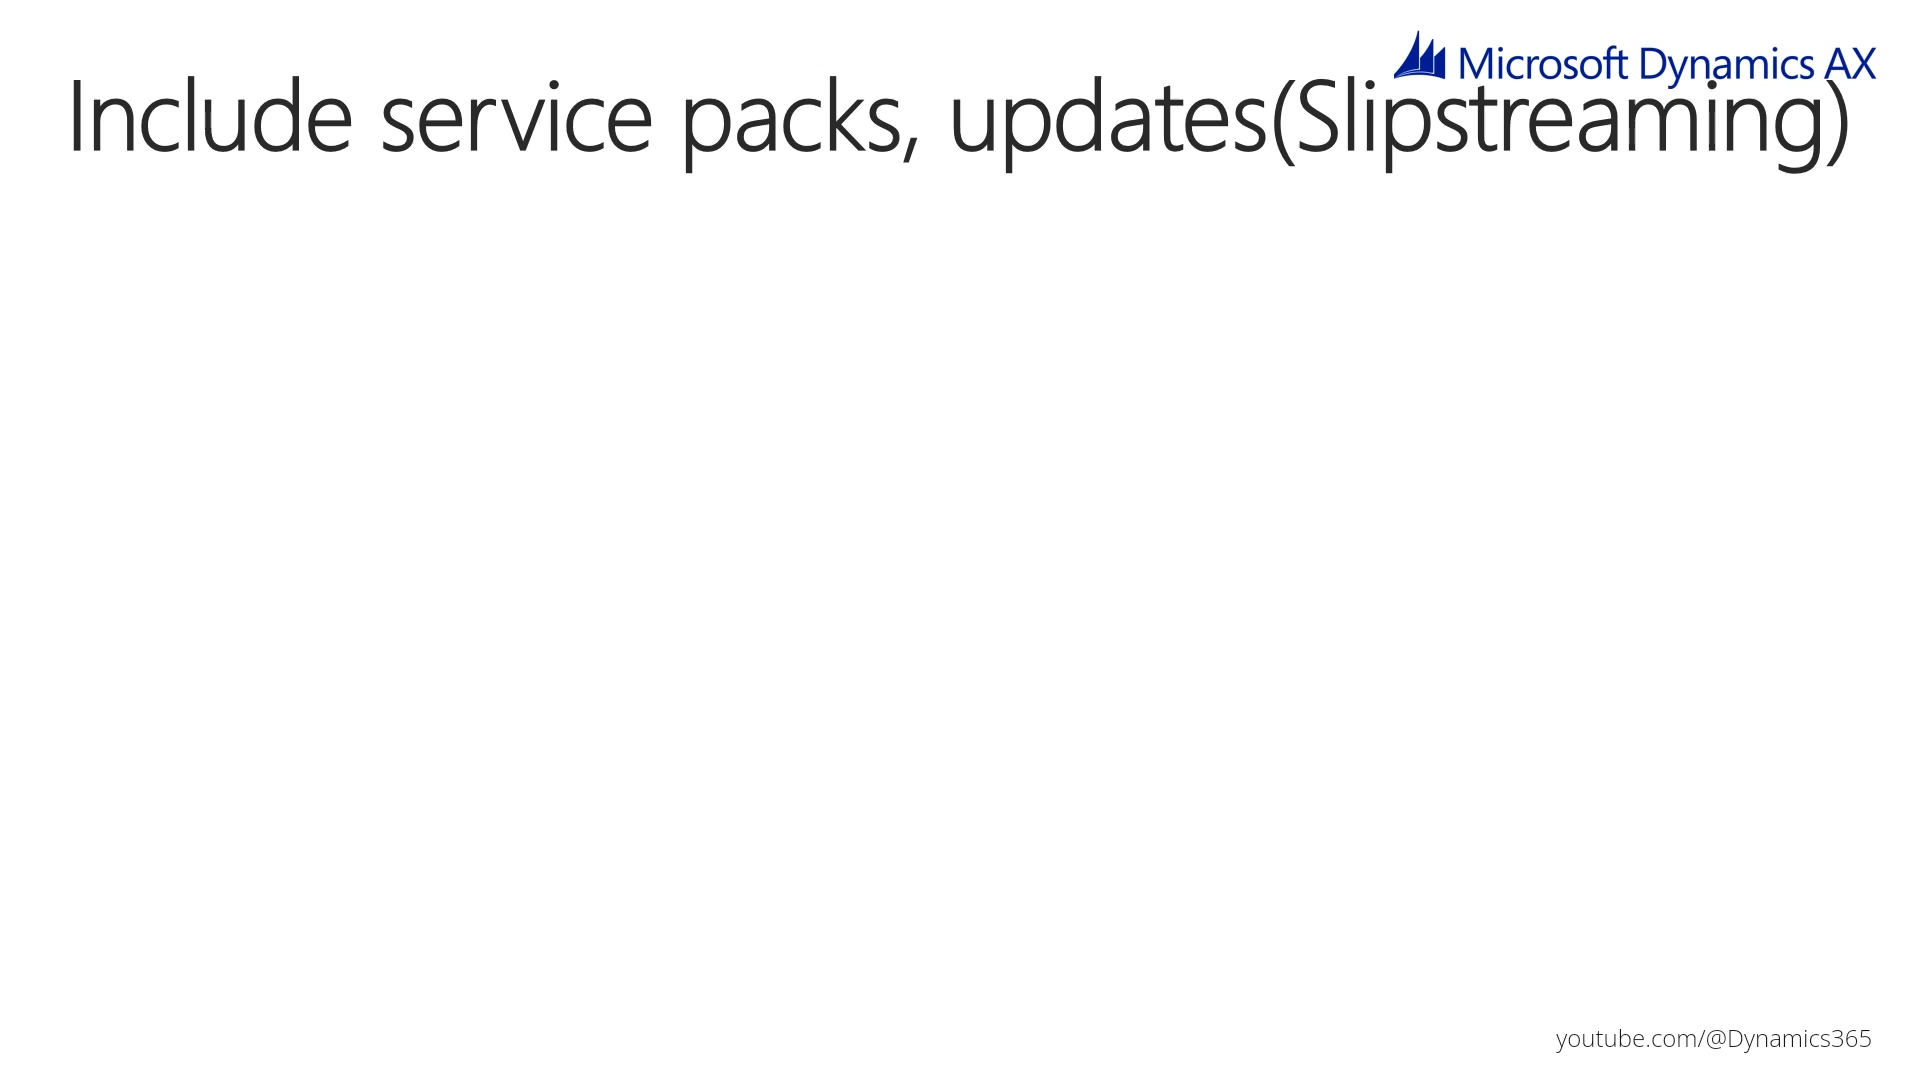 Microsoft Dynamics AX
Include service packs, updates(Slipstreaming)
youtube.com/@Dynamics365